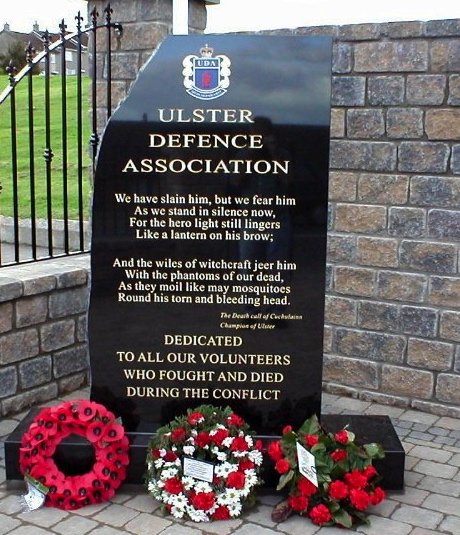 UDA
ULSTER
DEFENCE
ASSOCIATION
We have slain him, but we fear him
As we stand in silence now,
For the hero light still lingers
Like a lantern on his brow;
And the wiles of witchcraft jeer him
With the phantoms of our dead,
As they moil like may mosquitoes
Round his torn and bleeding head.
The Death call of Cuchulainn
Champion of Ulster
DEDICATED
TO ALL OUR VOLUNTEERS
WHO FOUGHT AND DIED
DURING THE CONFLICT